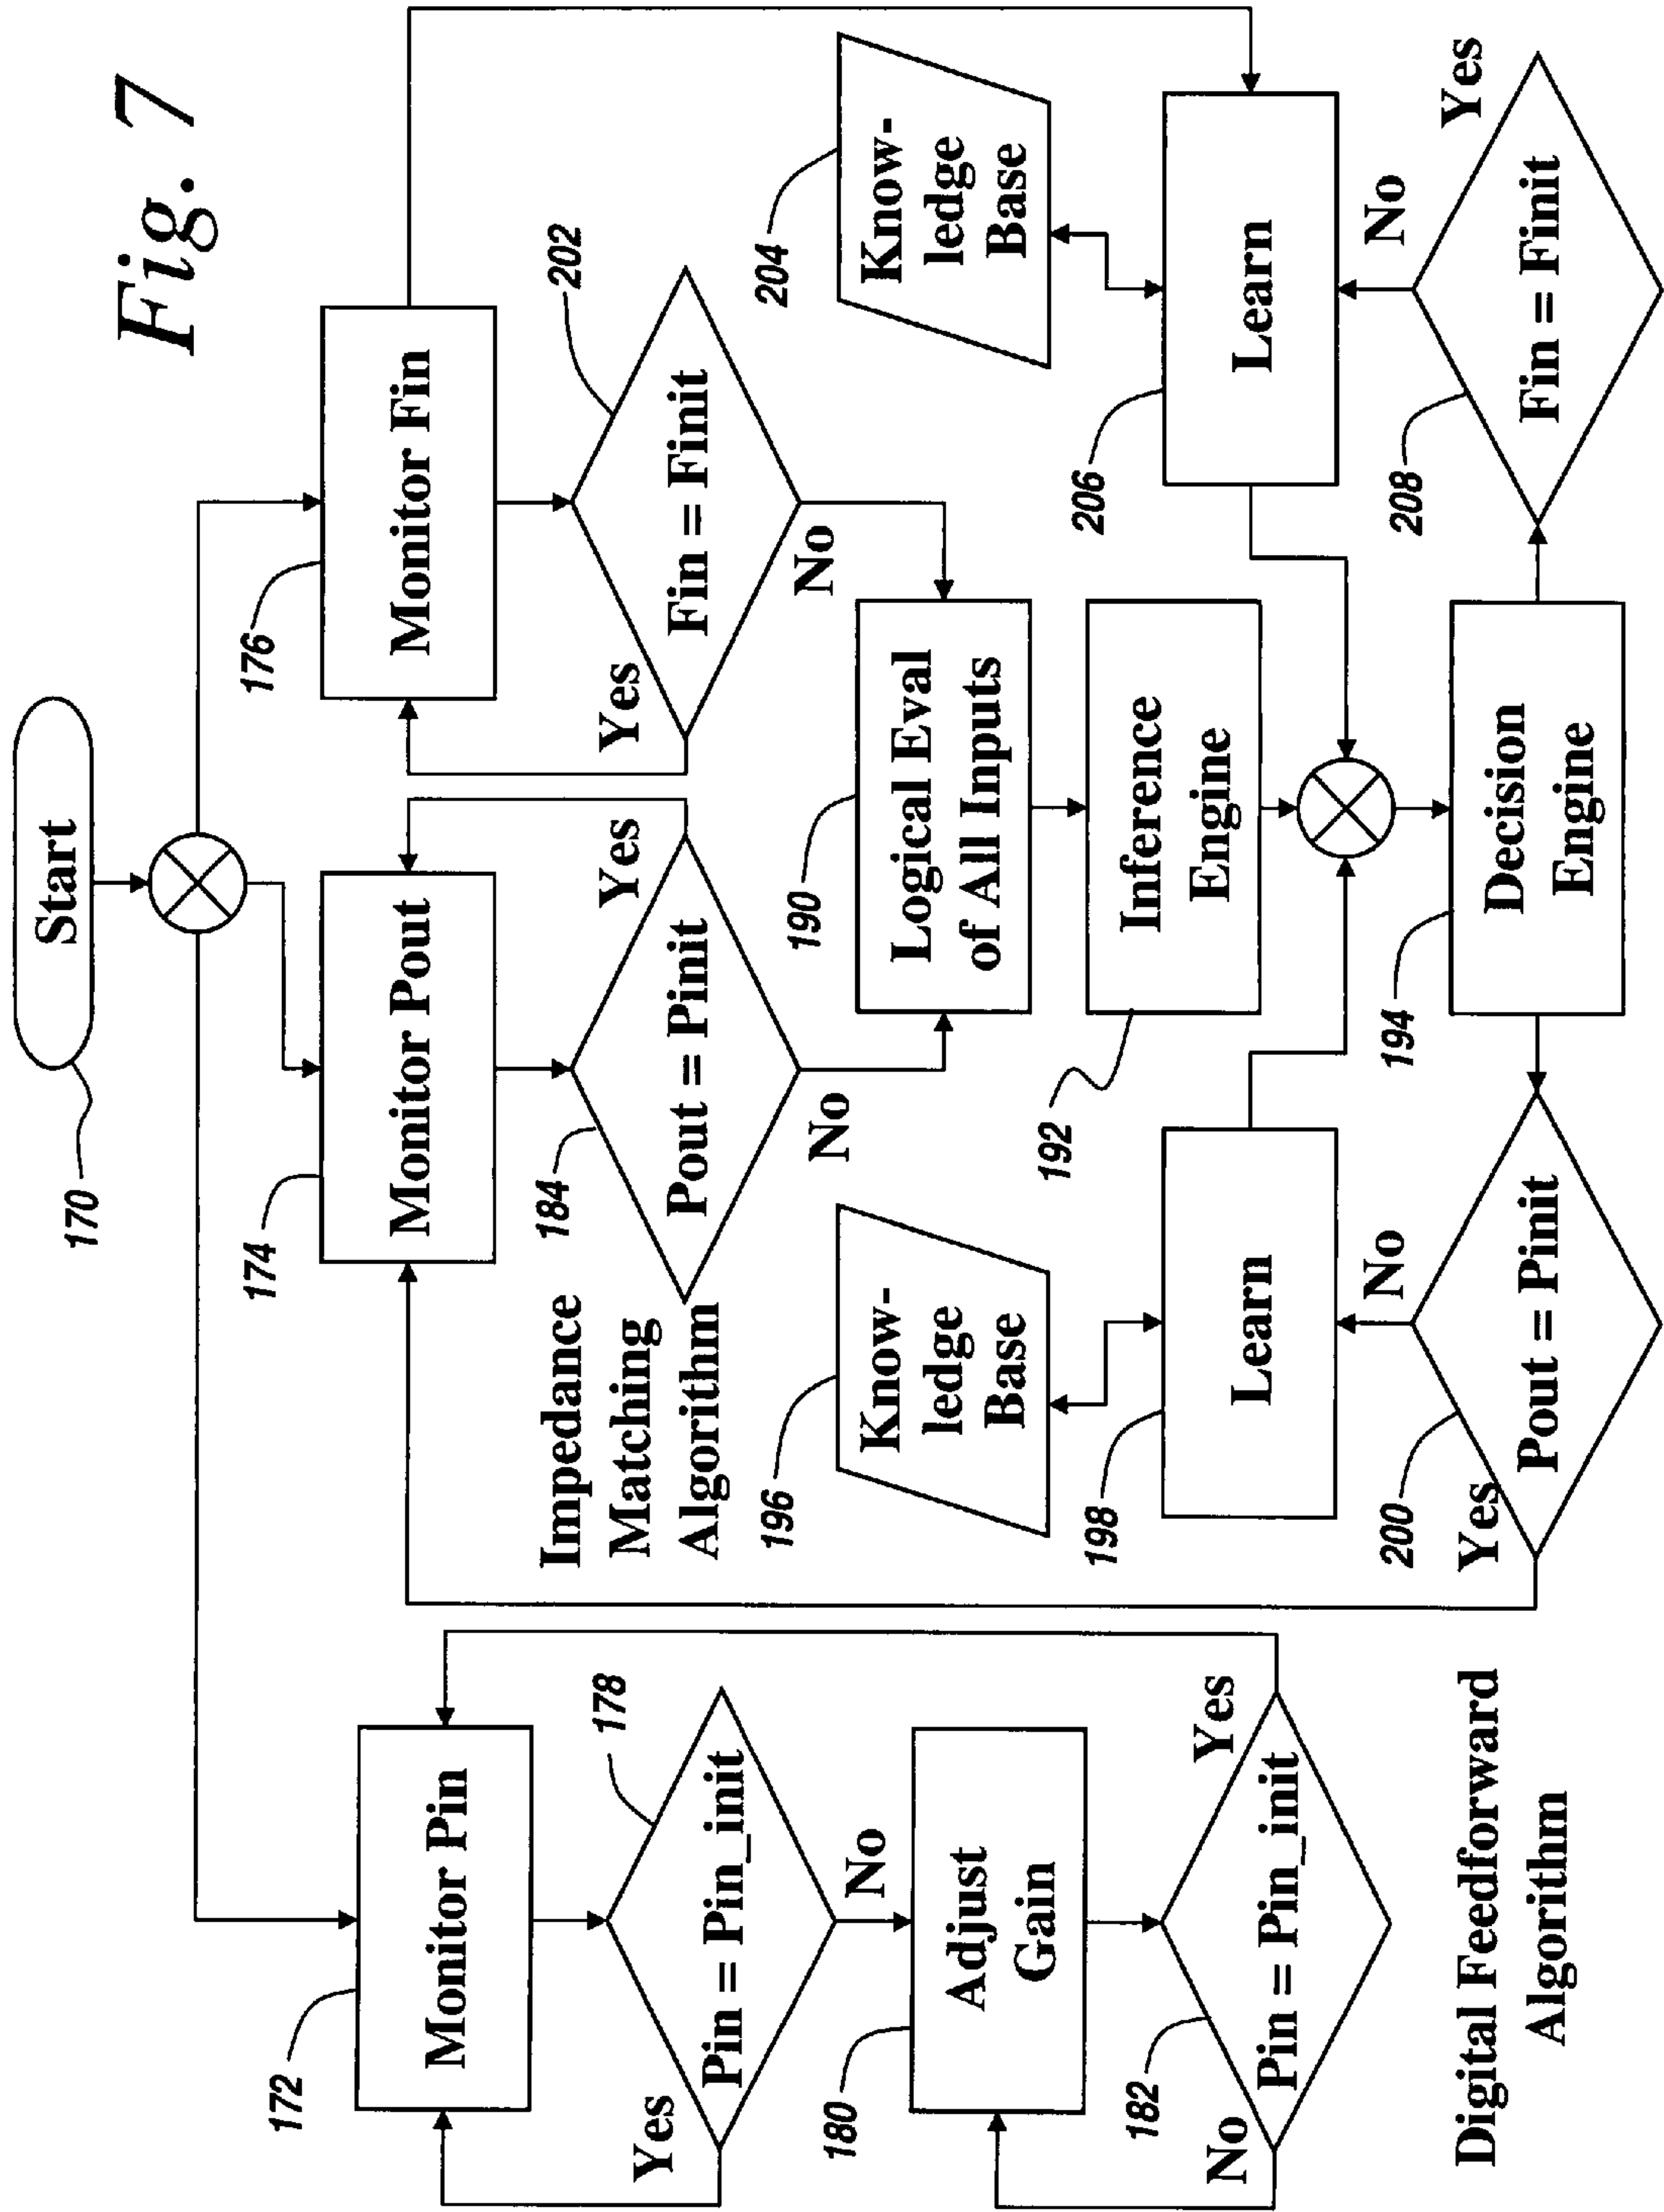 Fig. 7
Start
170
172
Monitor Pin
174
Monitor Pout
176
Monitor Fin
178
Pin = Pin_init
Yes
No
184
Pout = Pinit
Yes
No
202
Fin = Finit
Yes
No
Impedance
Matching
Algorithm
180
Adjust
Gain
182
Pin = Pin_init
No
Yes
Digital Feedforward
Algorithm
196
Know-
ledge
Base
190
Logical Eval
of All Inputs
204
Know-
ledge
Base
198
Learn
192
Inference
Engine
206
Learn
200
Pout = Pinit
Yes
No
194
Decision
Engine
208
Fin = Finit
No
Yes